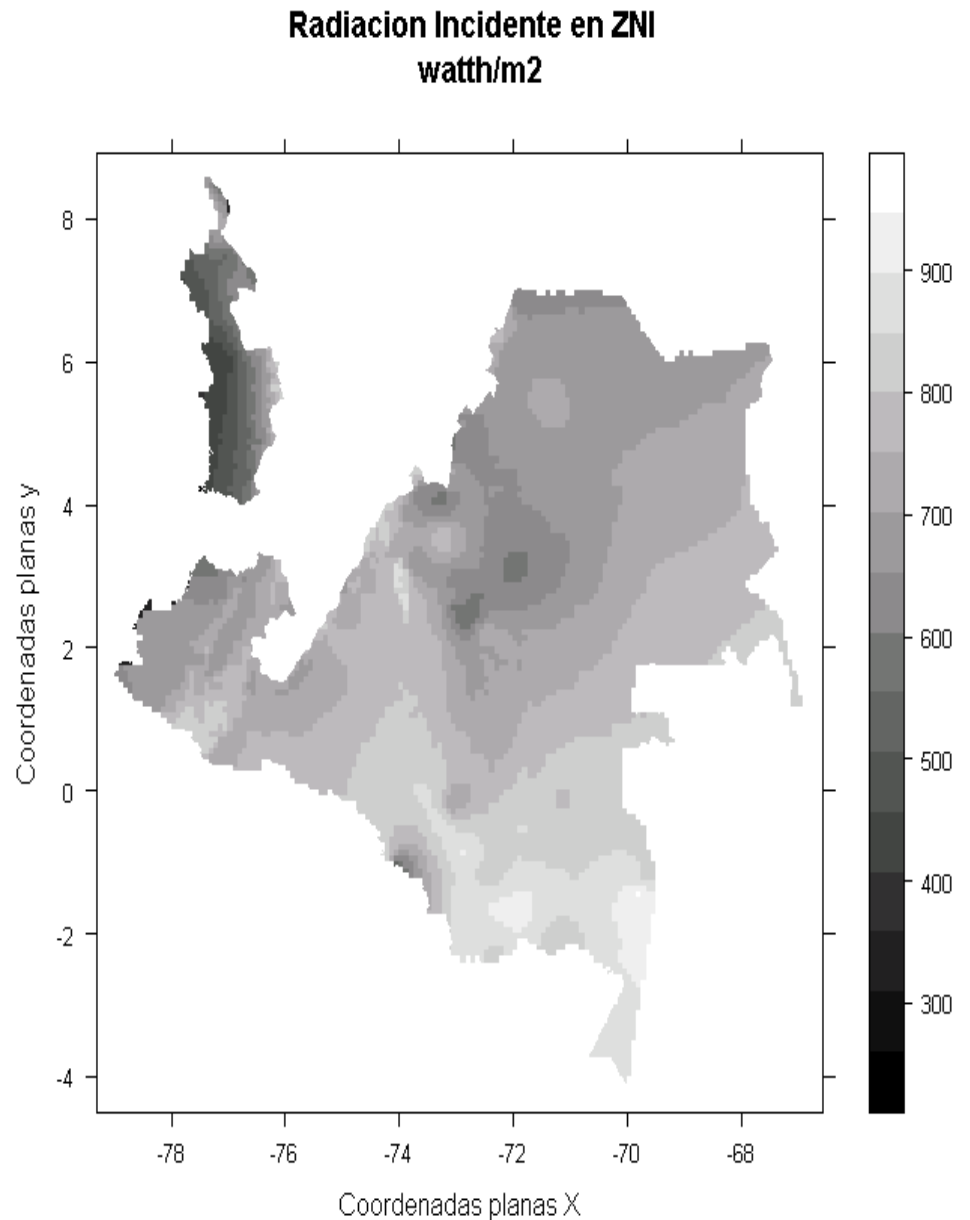 Radiacion Incidente en ZNI
watth/m2
8
6
4
2
0
-2
-4
Coordenadas planas y
-78 -76 -74 -72 -70 -68
Coordenadas planas X
900
800
700
600
500
400
300